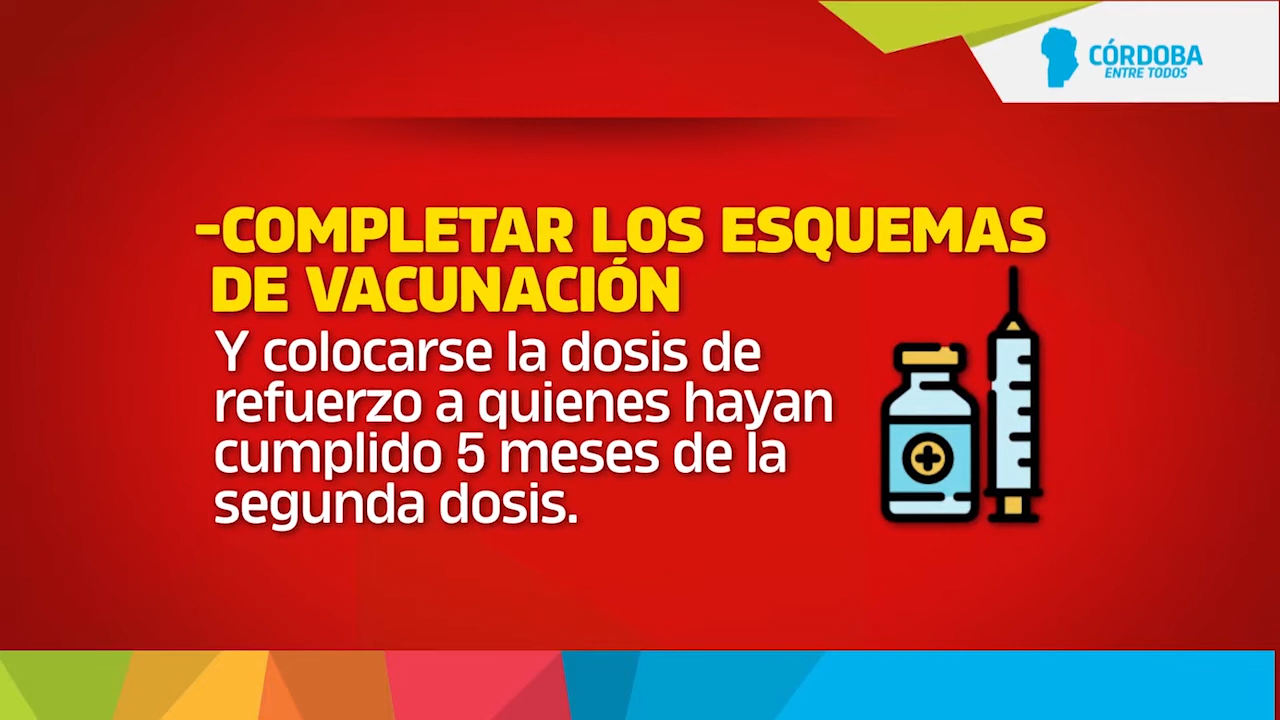 CÓRDOBA
ENTRE TODOS
-COMPLETAR LOS ESQUEMAS
DE VACUNACIÓN
Y colocarse la dosis de
refuerzo a quienes hayan
cumplido 5 meses de la
segunda dosis.